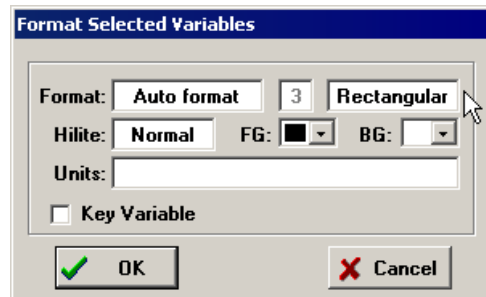 Format Selected Variables
Format: Auto format 3 Rectangular
Hilite: Normal FG: BG:
Units:
Key Variable
OK Cancel